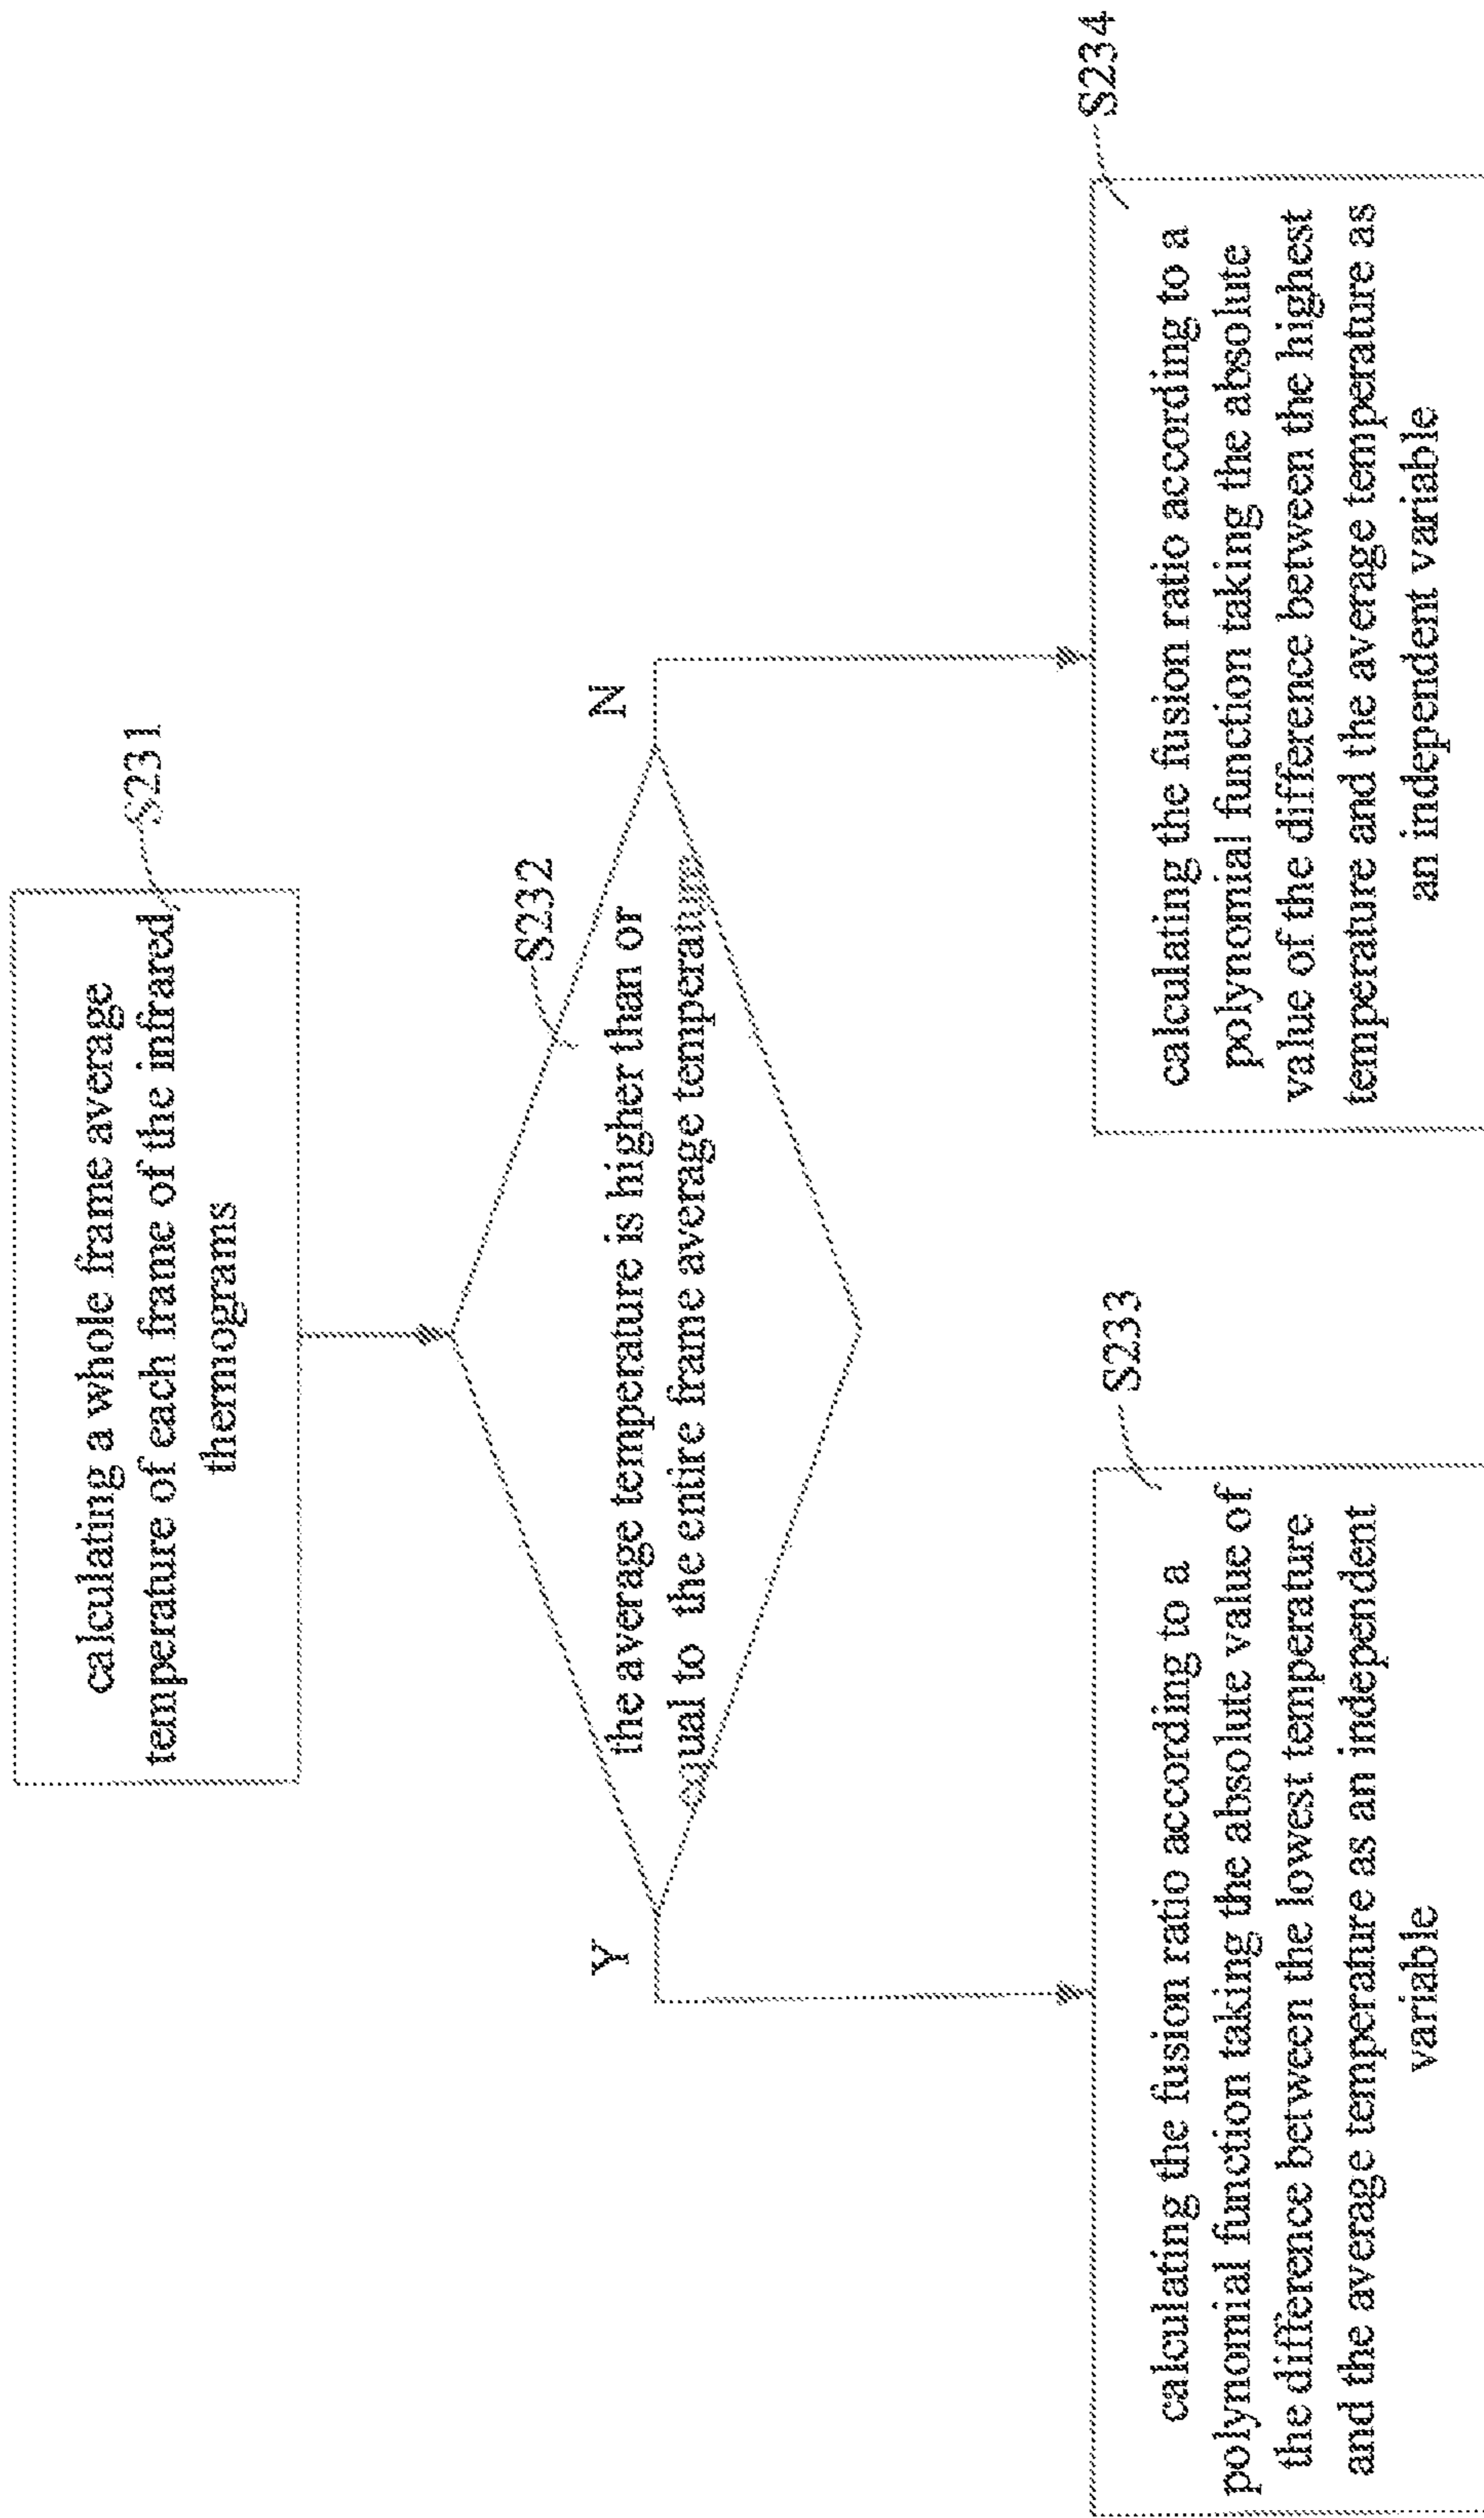 calculating a whole frame average
temperature of each frame of the infrared
thermograms
S231
S232
the average temperature is higher than or
equal to the entire frame average temperature
Y
N
S233
calculating the fusion ratio according to a
polynomial function taking the absolute value of
the difference between the lowest temperature
and the average temperature as an independent
variable
S234
calculating the fusion ratio according to a
polynomial function taking the absolute
value of the difference between the highest
temperature and the average temperature as
an independent variable